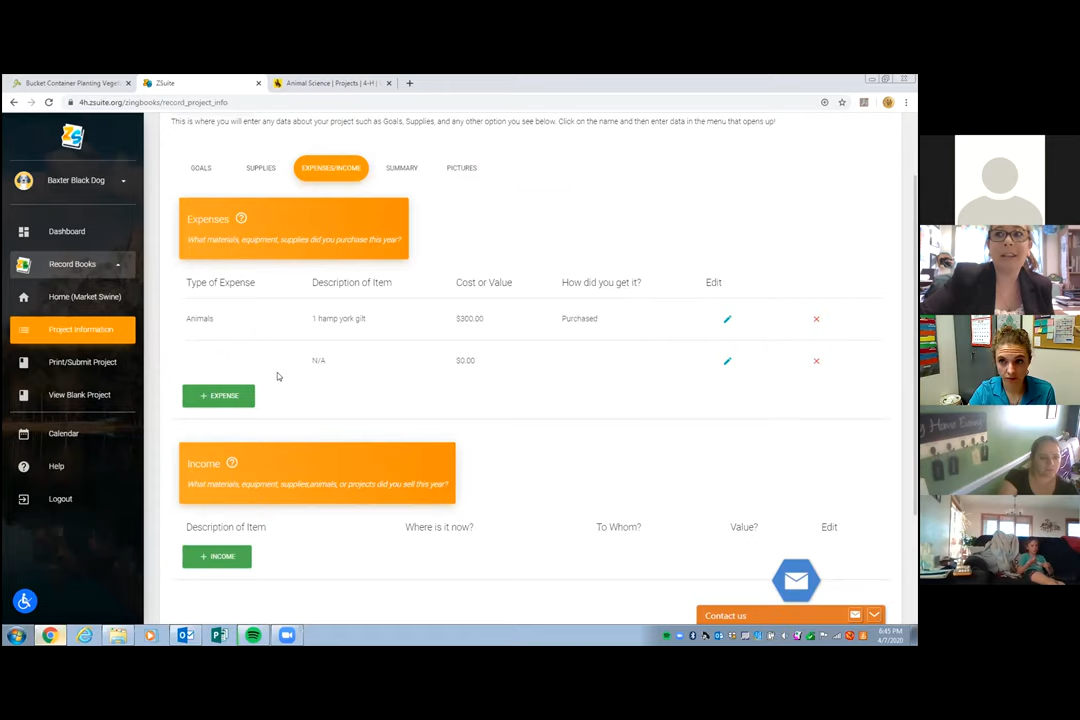 Bucket Container Planting Veget
ZSuite
Animal Science | Projects | 4-H |
4h.zsuite.org/zingbooks/record_project_info
This is where you will enter any data about your project such as Goals, Supplies, and any other option you see below. Click on the name and then enter data in the menu that opens up!
ZS
Baxter Black Dog
Dashboard
Record Books
Home (Market Swine)
Project Information
Print/Submit Project
View Blank Project
Calendar
Help
Logout
GOALS SUPPLIES EXPENSES/INCOME SUMMARY PICTURES
Expenses
What materials, equipment, supplies did you purchase this year?
Type of Expense Description of Item Cost or Value How did you get it? Edit
Animals 1 hamp york gilt $300.00 Purchased
N/A $0.00
+ EXPENSE
Income
What materials, equipment, supplies,animals, or projects did you sell this year?
Description of Item Where is it now? To Whom? Value? Edit
+ INCOME
Contact us
6:45 PM
4/7/2020